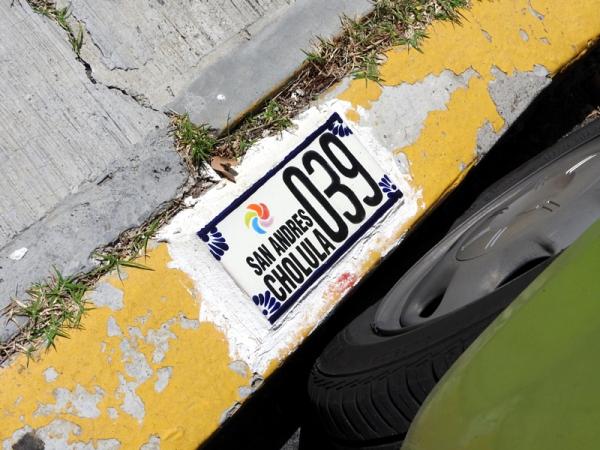 SAN ANDRES
CHOLULA
039